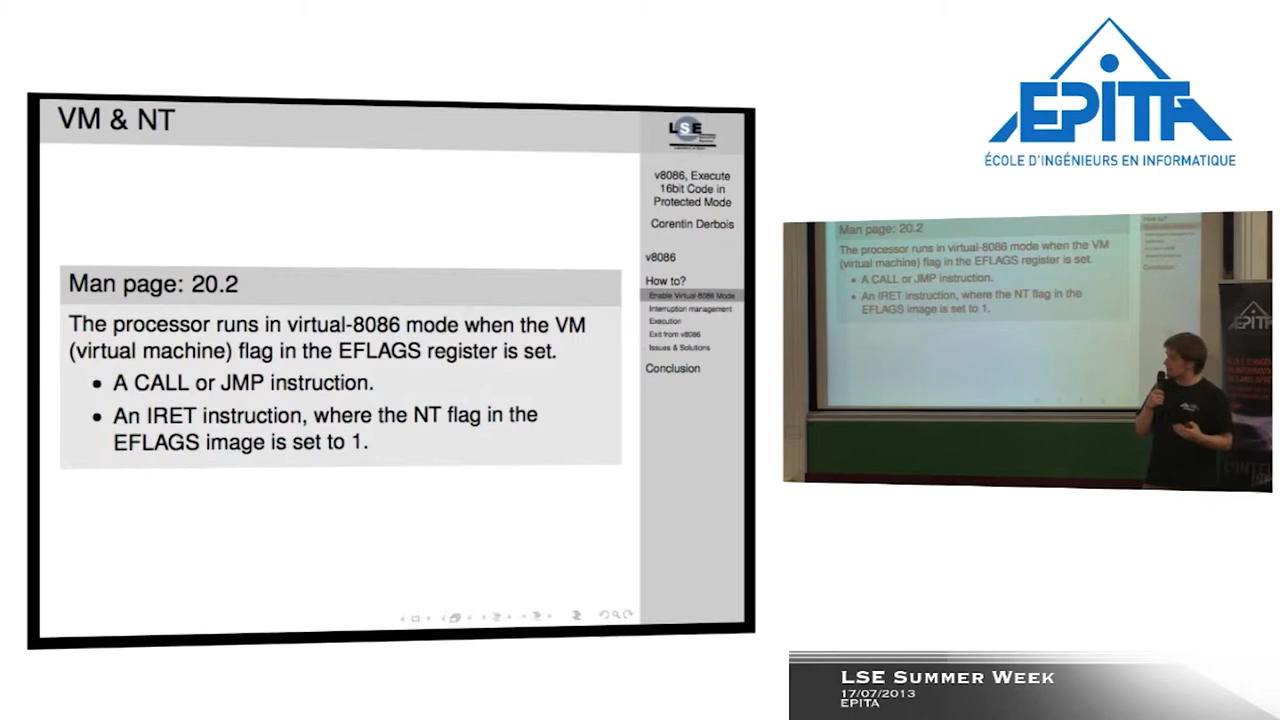 VM & NT
LSE
v8086, Execute
16bit Code in
Protected Mode
Corentin Derbois
v8086
How to?
Enable Virtual-8086 Mode
Interruption management
Execution
Exit from v8086
Issues & Solutions
Conclusion
Man page: 20.2
The processor runs in virtual-8086 mode when the VM
(virtual machine) flag in the EFLAGS register is set.
• A CALL or JMP instruction.
• An IRET instruction, where the NT flag in the
EFLAGS image is set to 1.
EPITA
ÉCOLE D'INGÉNIEURS EN INFORMATIQUE
Man page: 20.2
The processor runs in virtual-8086 mode when the VM
(virtual machine) flag in the EFLAGS register is set.
• A CALL or JMP instruction.
• An IRET instruction, where the NT flag in the
EFLAGS image is set to 1.
How to?
Conclusion
EPITA
LSE Summer Week
17/07/2013
EPITA